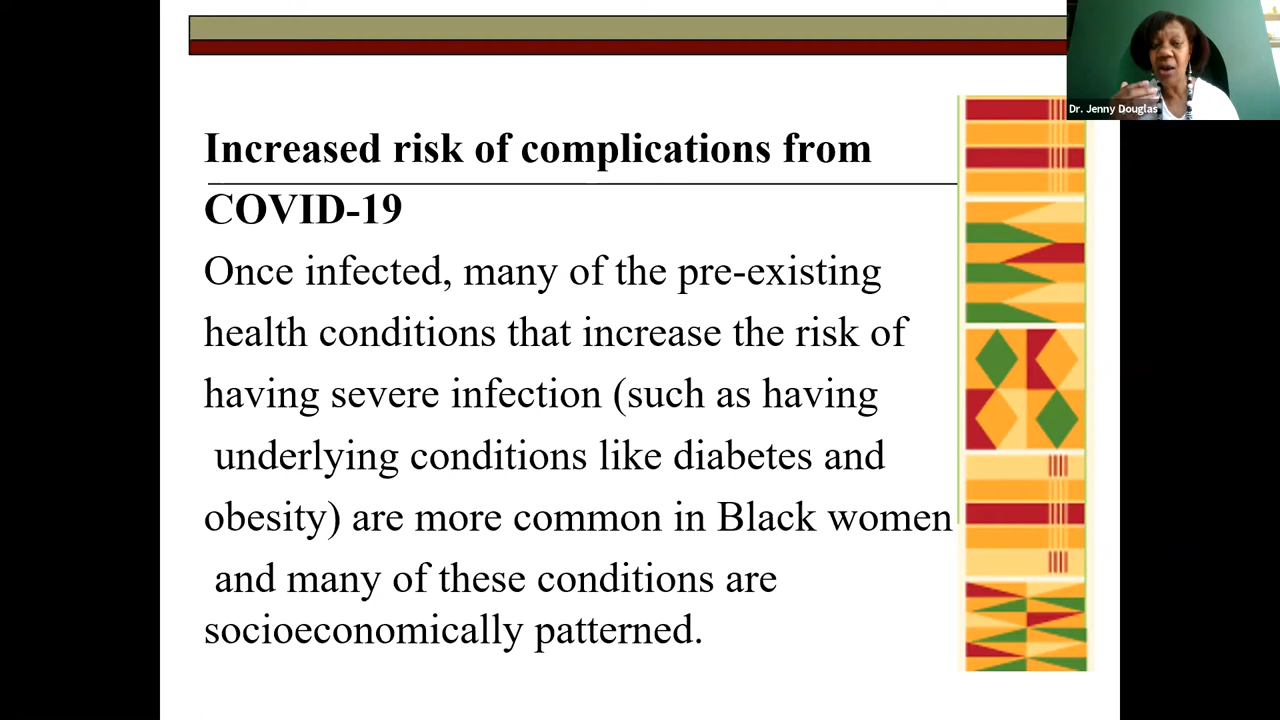 Dr. Jenny Douglas
Increased risk of complications from
COVID-19
Once infected, many of the pre-existing
health conditions that increase the risk of
having severe infection (such as having
underlying conditions like diabetes and
obesity) are more common in Black women
and many of these conditions are
socioeconomically patterned.